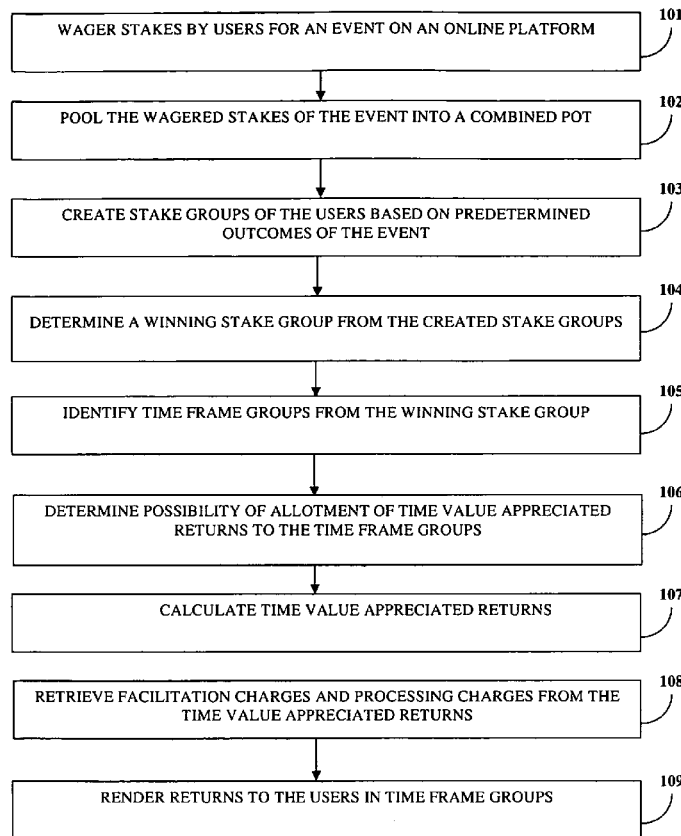 101
WAGER STAKES BY USERS FOR AN EVENT ON AN ONLINE PLATFORM
102
POOL THE WAGERED STAKES OF THE EVENT INTO A COMBINED POT
103
CREATE STAKE GROUPS OF THE USERS BASED ON PREDETERMINED
OUTCOMES OF THE EVENT
104
DETERMINE A WINNING STAKE GROUP FROM THE CREATED STAKE GROUPS
105
IDENTIFY TIME FRAME GROUPS FROM THE WINNING STAKE GROUP
106
DETERMINE POSSIBILITY OF ALLOTMENT OF TIME VALUE APPRECIATED
RETURNS TO THE TIME FRAME GROUPS
107
CALCULATE TIME VALUE APPRECIATED RETURNS
108
RETRIEVE FACILITATION CHARGES AND PROCESSING CHARGES FROM THE
TIME VALUE APPRECIATED RETURNS
109
RENDER RETURNS TO THE USERS IN TIME FRAME GROUPS